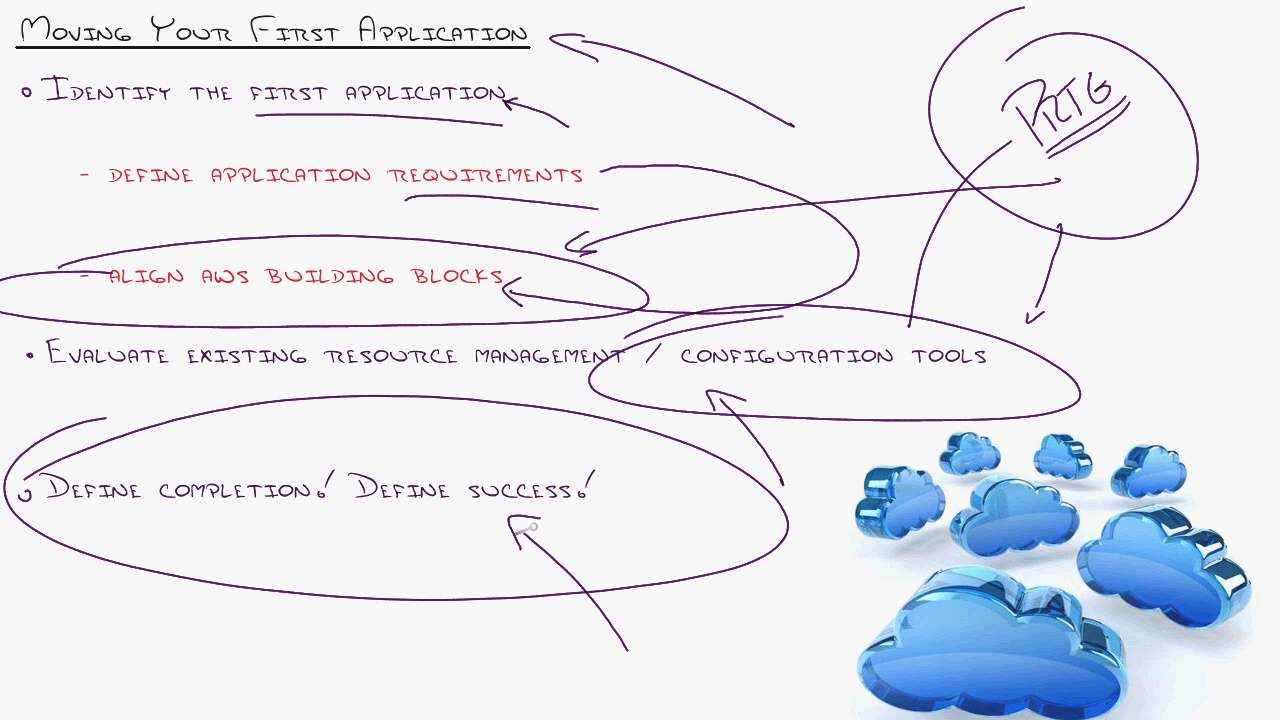 Moving Your First Application
• Identify the first application
- define application requirements
- align AWS building blocks
• Evaluate existing resource management / configuration tools
• Define completion! Define success!
PRTG